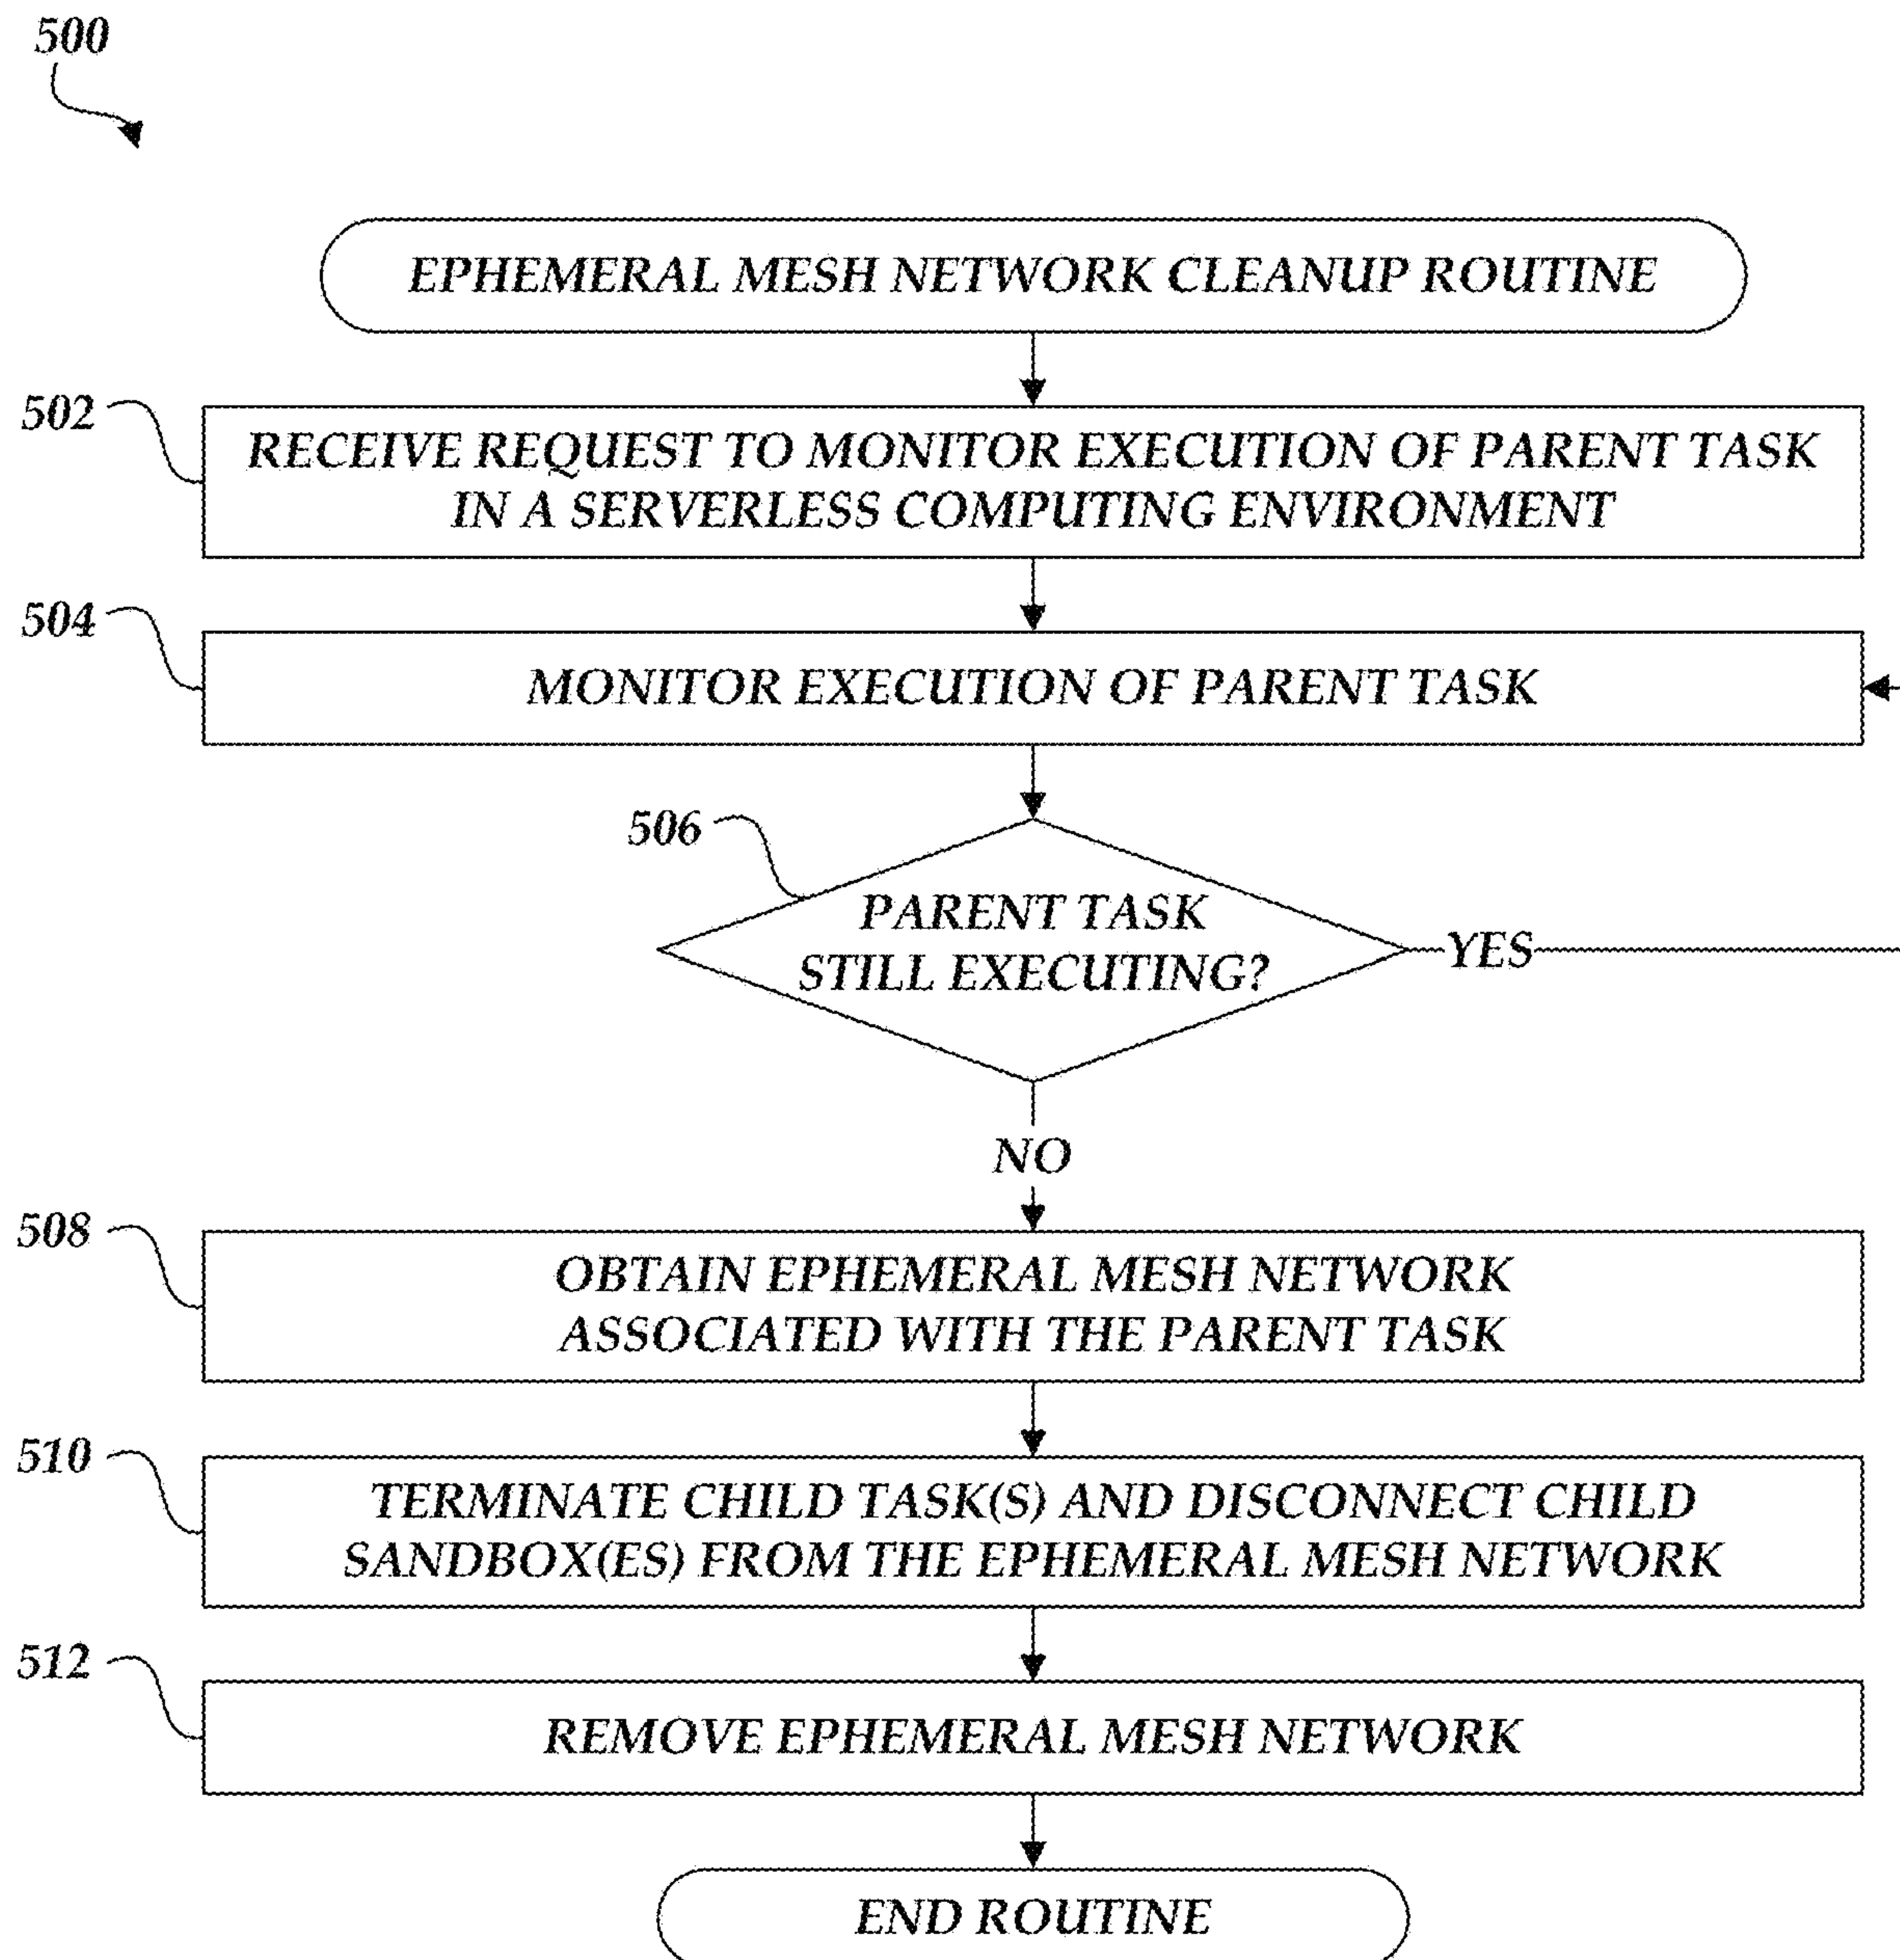 500
EPHEMERAL MESH NETWORK CLEANUP ROUTINE
502
RECEIVE REQUEST TO MONITOR EXECUTION OF PARENT TASK
IN A SERVERLESS COMPUTING ENVIRONMENT
504
MONITOR EXECUTION OF PARENT TASK
506
PARENT TASK
STILL EXECUTING?
YES
NO
508
OBTAIN EPHEMERAL MESH NETWORK
ASSOCIATED WITH THE PARENT TASK
510
TERMINATE CHILD TASK(S) AND DISCONNECT CHILD
SANDBOX(ES) FROM THE EPHEMERAL MESH NETWORK
512
REMOVE EPHEMERAL MESH NETWORK
END ROUTINE